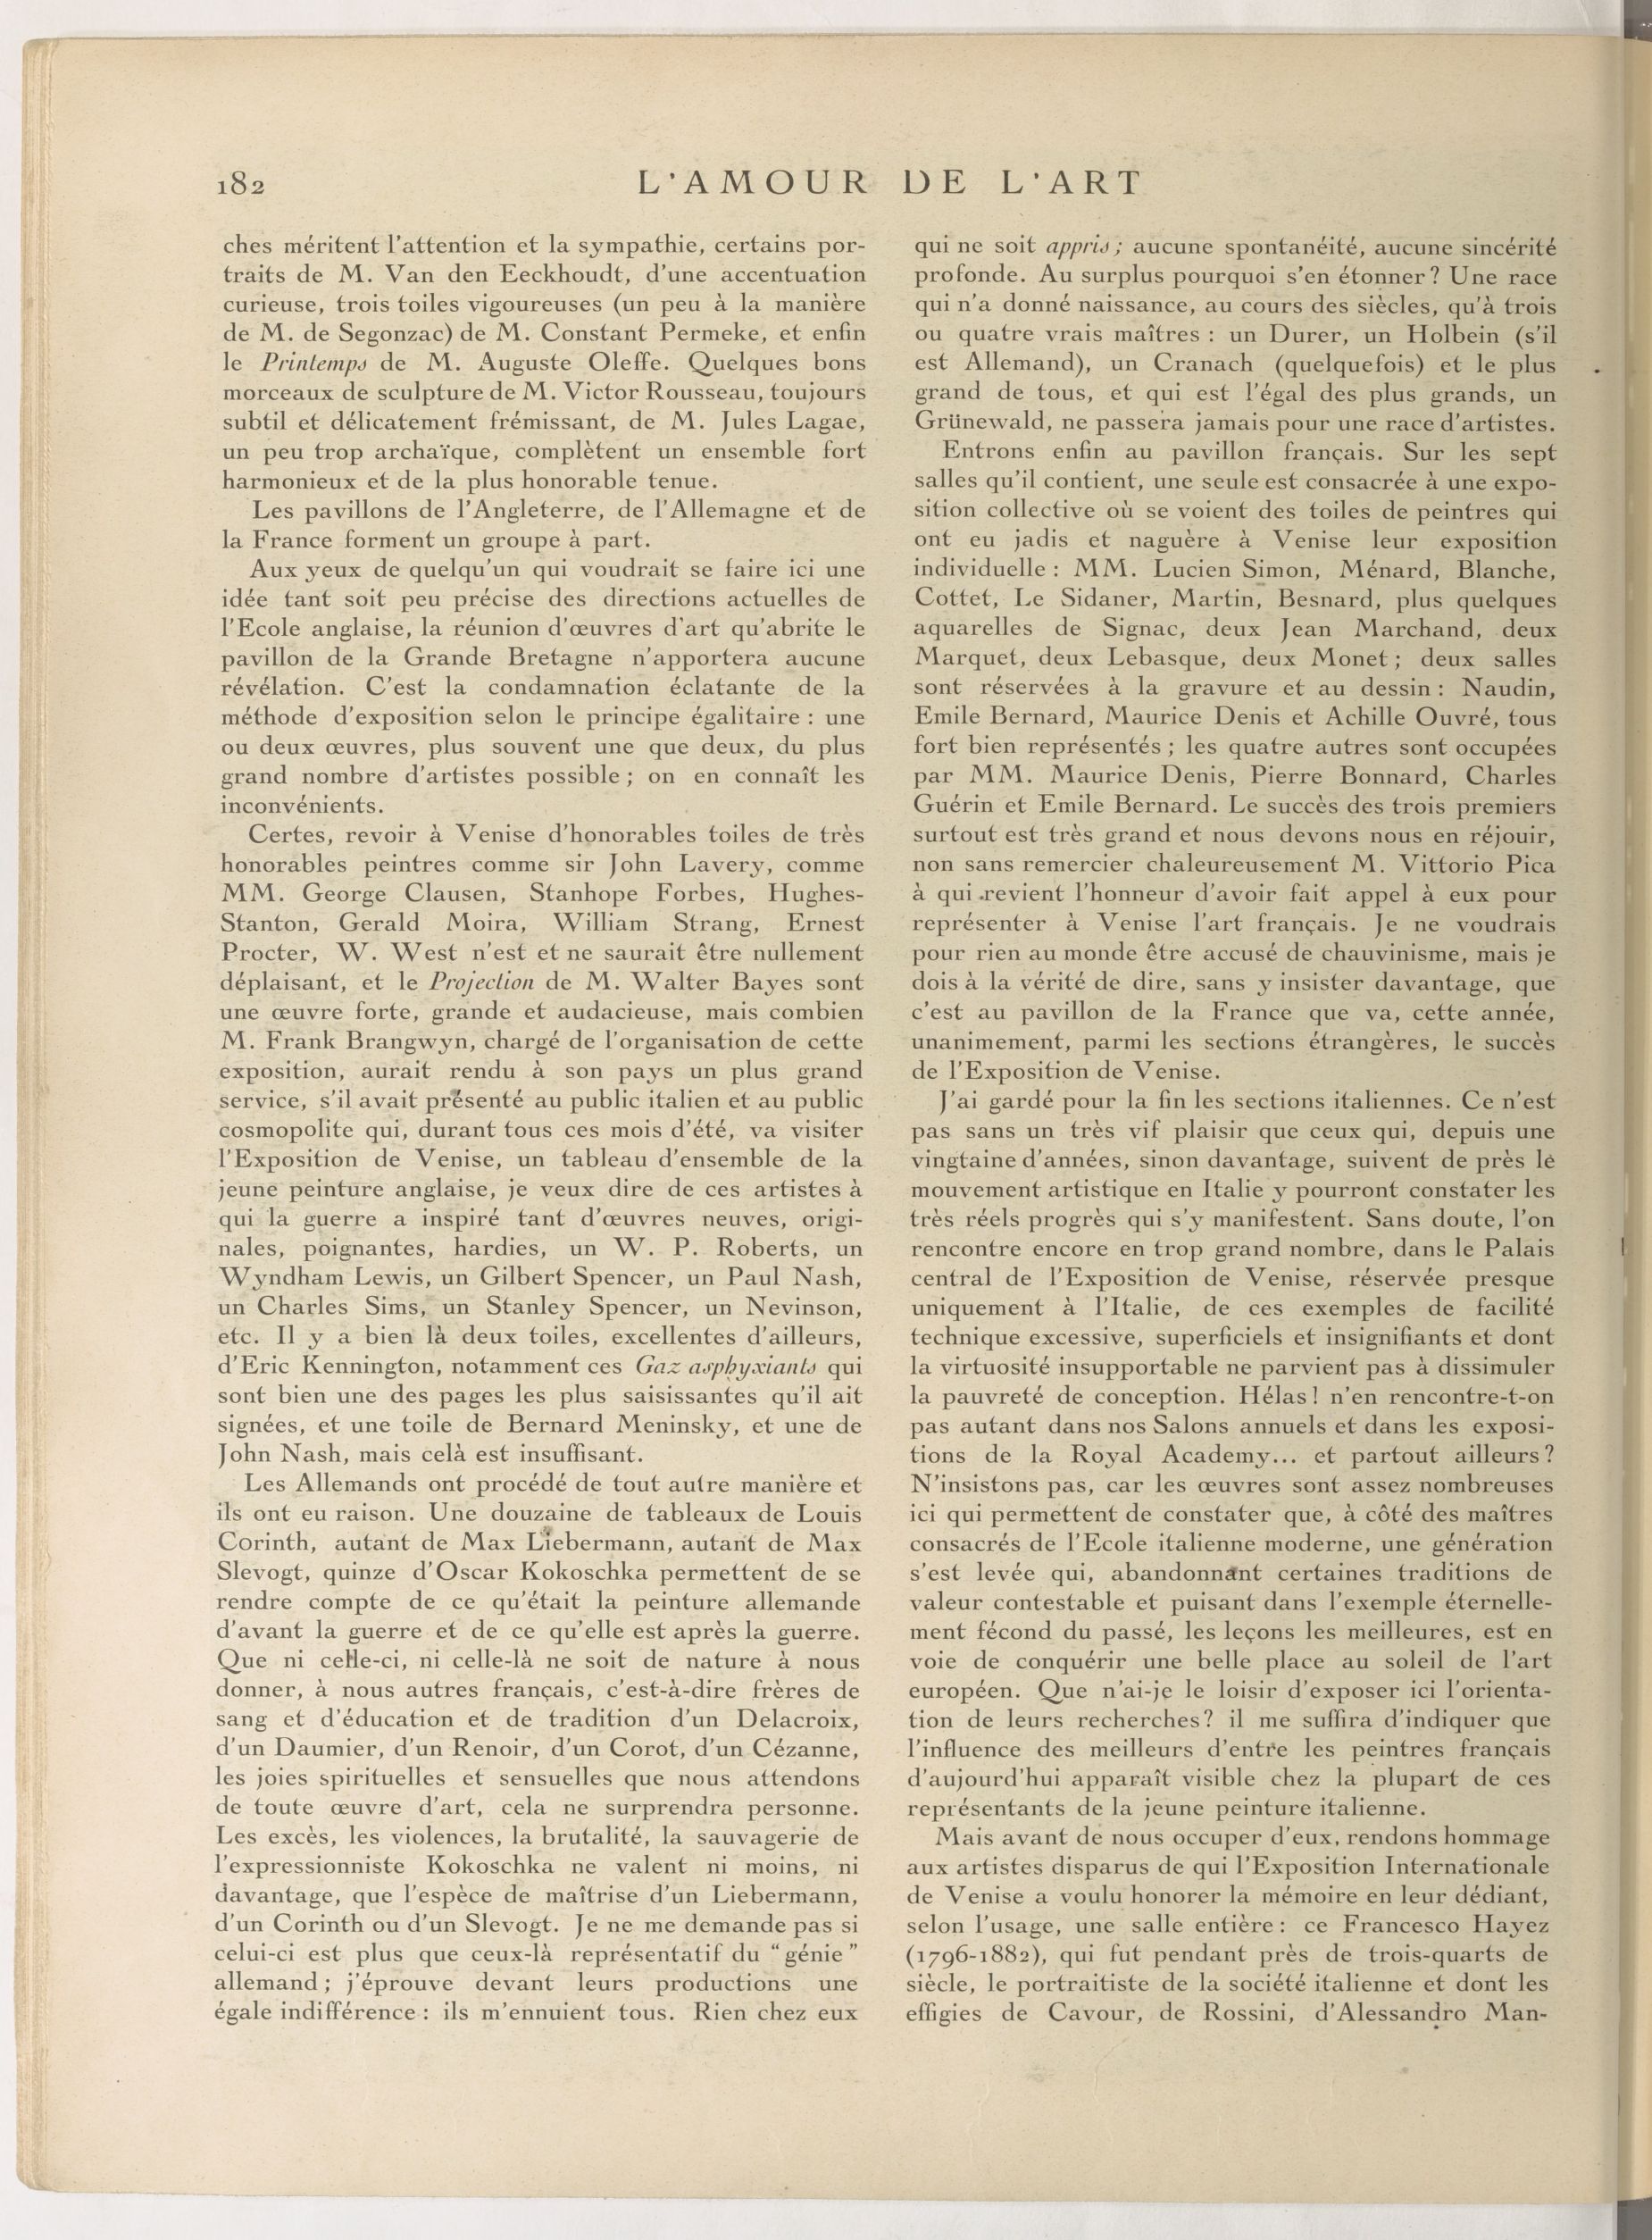 182
L'AMOUR DE L'ART
ches méritent l'attention et la sympathie, certains por-
traits de M. Van den Eeckhoudt, d'une accentuation
curieuse, trois toiles vigoureuses (un peu à la manière
de M. de Segonzac) de M. Constant Permeke, et enfin
le Printemps de M. Auguste Oleffe. Quelques bons
morceaux de sculpture de M. Victor Rousseau, toujours
subtil et délicatement frémissant, de M. Jules Lagae,
un peu trop archaïque, complètent un ensemble fort
harmonieux et de la plus honorable tenue.
Les pavillons de l'Angleterre, de l'Allemagne et de
la France forment un groupe à part.
Aux yeux de quelqu'un qui voudrait se faire ici une
idée tant soit peu précise des directions actuelles de
l'Ecole anglaise, la réunion d'œuvres d'art qu'abrite le
pavillon de la Grande Bretagne n'apportera aucune
révélation. C'est la condamnation éclatante de la
méthode d'exposition selon le principe égalitaire : une
ou deux œuvres, plus souvent une que deux, du plus
grand nombre d'artistes possible ; on en connaît les
inconvénients.
Certes, revoir à Venise d'honorables toiles de très
honorables peintres comme sir John Lavery, comme
MM. George Clausen, Stanhope Forbes, Hughes-
Stanton, Gerald Moira, William Strang, Ernest
Procter, W. West n'est et ne saurait être nullement
déplaisant, et le Projection de M. Walter Bayes sont
une œuvre forte, grande et audacieuse, mais combien
M. Frank Brangwyn, chargé de l'organisation de cette
exposition, aurait rendu à son pays un plus grand
service, s'il avait présenté au public italien et au public
cosmopolite qui, durant tous ces mois d'été, va visiter
l'Exposition de Venise, un tableau d'ensemble de la
jeune peinture anglaise, je veux dire de ces artistes à
qui la guerre a inspiré tant d'œuvres neuves, origi-
nales, poignantes, hardies, un W. P. Roberts, un
Wyndham Lewis, un Gilbert Spencer, un Paul Nash,
un Charles Sims, un Stanley Spencer, un Nevinson,
etc. Il y a bien là deux toiles, excellentes d'ailleurs,
d'Eric Kennington, notamment ces Gaz asphyxiants qui
sont bien une des pages les plus saisissantes qu'il ait
signées, et une toile de Bernard Meninsky, et une de
John Nash, mais celà est insuffisant.
Les Allemands ont procédé de tout autre manière et
ils ont eu raison. Une douzaine de tableaux de Louis
Corinth, autant de Max Liebermann, autant de Max
Slevogt, quinze d'Oscar Kokoschka permettent de se
rendre compte de ce qu'était la peinture allemande
d'avant la guerre et de ce qu'elle est après la guerre.
Que ni celle-ci, ni celle-là ne soit de nature à nous
donner, à nous autres français, c'est-à-dire frères de
sang et d'éducation et de tradition d'un Delacroix,
d'un Daumier, d'un Renoir, d'un Corot, d'un Cézanne,
les joies spirituelles et sensuelles que nous attendons
de toute œuvre d'art, cela ne surprendra personne.
Les excès, les violences, la brutalité, la sauvagerie de
l'expressionniste Kokoschka ne valent ni moins, ni
davantage, que l'espèce de maîtrise d'un Liebermann,
d'un Corinth ou d'un Slevogt. Je ne me demande pas si
celui-ci est plus que ceux-là représentatif du "génie"
allemand ; j'éprouve devant leurs productions une
égale indifférence : ils m'ennuient tous. Rien chez eux
qui ne soit appris ; aucune spontanéité, aucune sincérité
profonde. Au surplus pourquoi s'en étonner ? Une race
qui n'a donné naissance, au cours des siècles, qu'à trois
ou quatre vrais maîtres : un Durer, un Holbein (s'il
est Allemand), un Cranach (quelquefois) et le plus
grand de tous, et qui est l'égal des plus grands, un
Grünewald, ne passera jamais pour une race d'artistes.
Entrons enfin au pavillon français. Sur les sept
salles qu'il contient, une seule est consacrée à une expo-
sition collective où se voient des toiles de peintres qui
ont eu jadis et naguère à Venise leur exposition
individuelle : MM. Lucien Simon, Ménard, Blanche,
Cottet, Le Sidaner, Martin, Besnard, plus quelques
aquarelles de Signac, deux Jean Marchand, deux
Marquet, deux Lebasque, deux Monet ; deux salles
sont réservées à la gravure et au dessin : Naudin,
Emile Bernard, Maurice Denis et Achille Ouvré, tous
fort bien représentés ; les quatre autres sont occupées
par MM. Maurice Denis, Pierre Bonnard, Charles
Guérin et Emile Bernard. Le succès des trois premiers
surtout est très grand et nous devons nous en réjouir,
non sans remercier chaleureusement M. Vittorio Pica
à qui revient l'honneur d'avoir fait appel à eux pour
représenter à Venise l'art français. Je ne voudrais
pour rien au monde être accusé de chauvinisme, mais je
dois à la vérité de dire, sans y insister davantage, que
c'est au pavillon de la France que va, cette année,
unanimement, parmi les sections étrangères, le succès
de l'Exposition de Venise.
J'ai gardé pour la fin les sections italiennes. Ce n'est
pas sans un très vif plaisir que ceux qui, depuis une
vingtaine d'années, sinon davantage, suivent de près le
mouvement artistique en Italie y pourront constater les
très réels progrès qui s'y manifestent. Sans doute, l'on
rencontre encore en trop grand nombre, dans le Palais
central de l'Exposition de Venise, réservée presque
uniquement à l'Italie, de ces exemples de facilité
technique excessive, superficiels et insignifiants et dont
la virtuosité insupportable ne parvient pas à dissimuler
la pauvreté de conception. Hélas ! n'en rencontre-t-on
pas autant dans nos Salons annuels et dans les exposi-
tions de la Royal Academy... et partout ailleurs ?
N'insistons pas, car les œuvres sont assez nombreuses
ici qui permettent de constater que, à côté des maîtres
consacrés de l'Ecole italienne moderne, une génération
s'est levée qui, abandonnant certaines traditions de
valeur contestable et puisant dans l'exemple éternelle-
ment fécond du passé, les leçons les meilleures, est en
voie de conquérir une belle place au soleil de l'art
européen. Que n'ai-je le loisir d'exposer ici l'orienta-
tion de leurs recherches ? il me suffira d'indiquer que
l'influence des meilleurs d'entre les peintres français
d'aujourd'hui apparaît visible chez la plupart de ces
représentants de la jeune peinture italienne.
Mais avant de nous occuper d'eux, rendons hommage
aux artistes disparus de qui l'Exposition Internationale
de Venise a voulu honorer la mémoire en leur dédiant,
selon l'usage, une salle entière : ce Francesco Hayez
(1796-1882), qui fut pendant près de trois-quarts de
siècle, le portraitiste de la société italienne et dont les
effigies de Cavour, de Rossini, d'Alessandro Man-